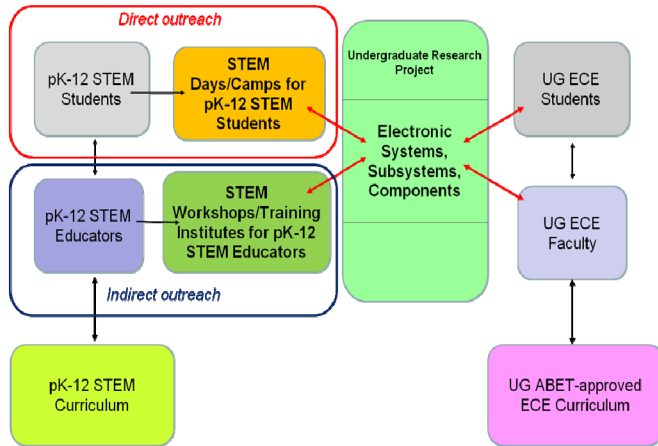 Direct outreach
pK-12 STEM
Students
STEM
Days/Camps for
pK-12 STEM
Students
Undergraduate Research
Project
Electronic
Systems,
Subsystems,
Components
UG ECE
Students
pK-12 STEM
Educators
STEM
Workshops/Training
Institutes for pK-12
STEM Educators
Indirect outreach
UG ECE
Faculty
pK-12 STEM
Curriculum
UG ABET-approved
ECE Curriculum